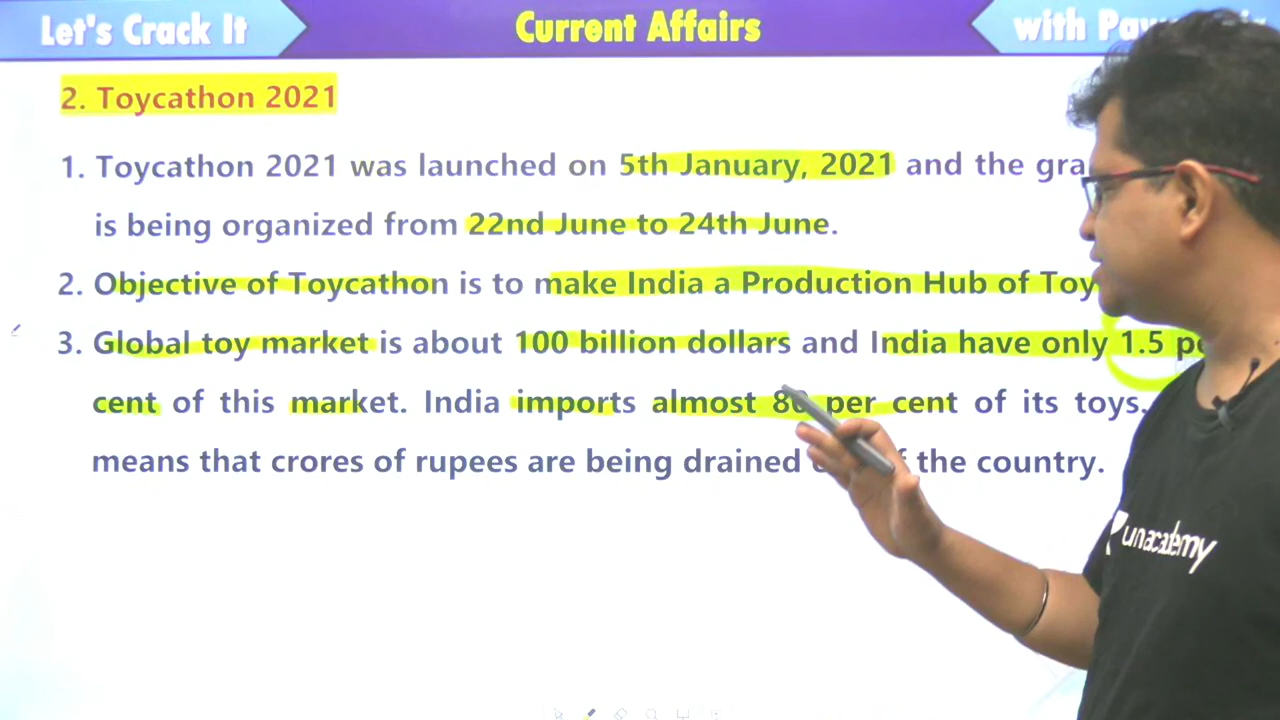 Let's Crack It
Current Affairs
with
2. Toycathon 2021
1. Toycathon 2021 was launched on 5th January, 2021 and the
is being organized from 22nd June to 24th June.
2. Objective of Toycathon is to make India a Production Hub of
3. Global toy market is about 100 billion dollars and India have only 1.5
cent of this market. India imports almost 80 per cent of its toys.
means that crores of rupees are being drained of the country.
unacademy